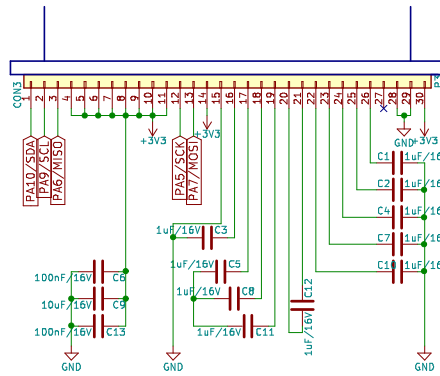 CON3
1 2 3 4 5 6 7 8 9 10 11 12 13 14 15 16 17 18 19 20 21 22 23 24 25 26 27 28 29 30
P3
PA10/SDA
PA9/SCL
PA6/MISO
+3V3
PA5/SCK
PA7/MOSI
+3V3
GND
+3V3
C1 1uF/16
C2 1uF/16
C4 1uF/16
C7 1uF/16
C10 1uF/16
1uF/16V C3
1uF/16V C5
1uF/16V C8
1uF/16V C11
C12
1uF/16V
100nF/16V C6
10uF/16V C9
100nF/16V C13
GND
GND
GND